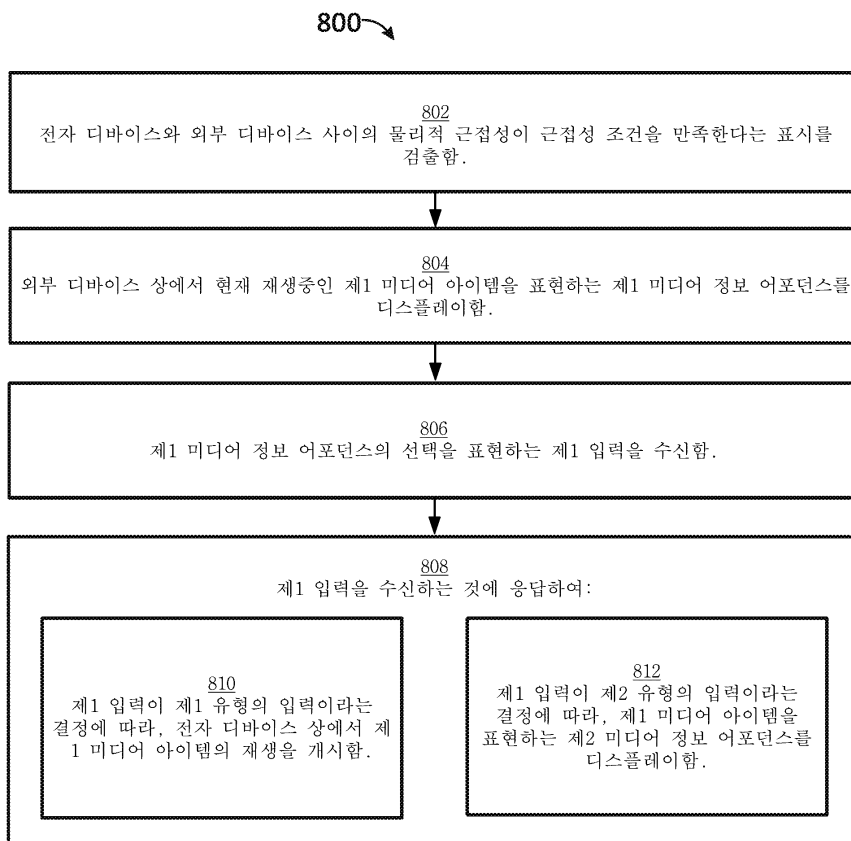 800
802
전자 디바이스와 외부 디바이스 사이의 물리적 근접성이 근접성 조건을 만족한다는 표시를
검출함.
804
외부 디바이스 상에서 현재 재생중인 제1 미디어 아이템을 표현하는 제1 미디어 정보 어포던스를
디스플레이함.
806
제1 미디어 정보 어포던스의 선택을 표현하는 제1 입력을 수신함.
808
제1 입력을 수신하는 것에 응답하여:
810
제1 입력이 제1 유형의 입력이라는
결정에 따라, 전자 디바이스 상에서 제
1 미디어 아이템의 재생을 개시함.
812
제1 입력이 제2 유형의 입력이라는
결정에 따라, 제1 미디어 아이템을
표현하는 제2 미디어 정보 어포던스를
디스플레이함.